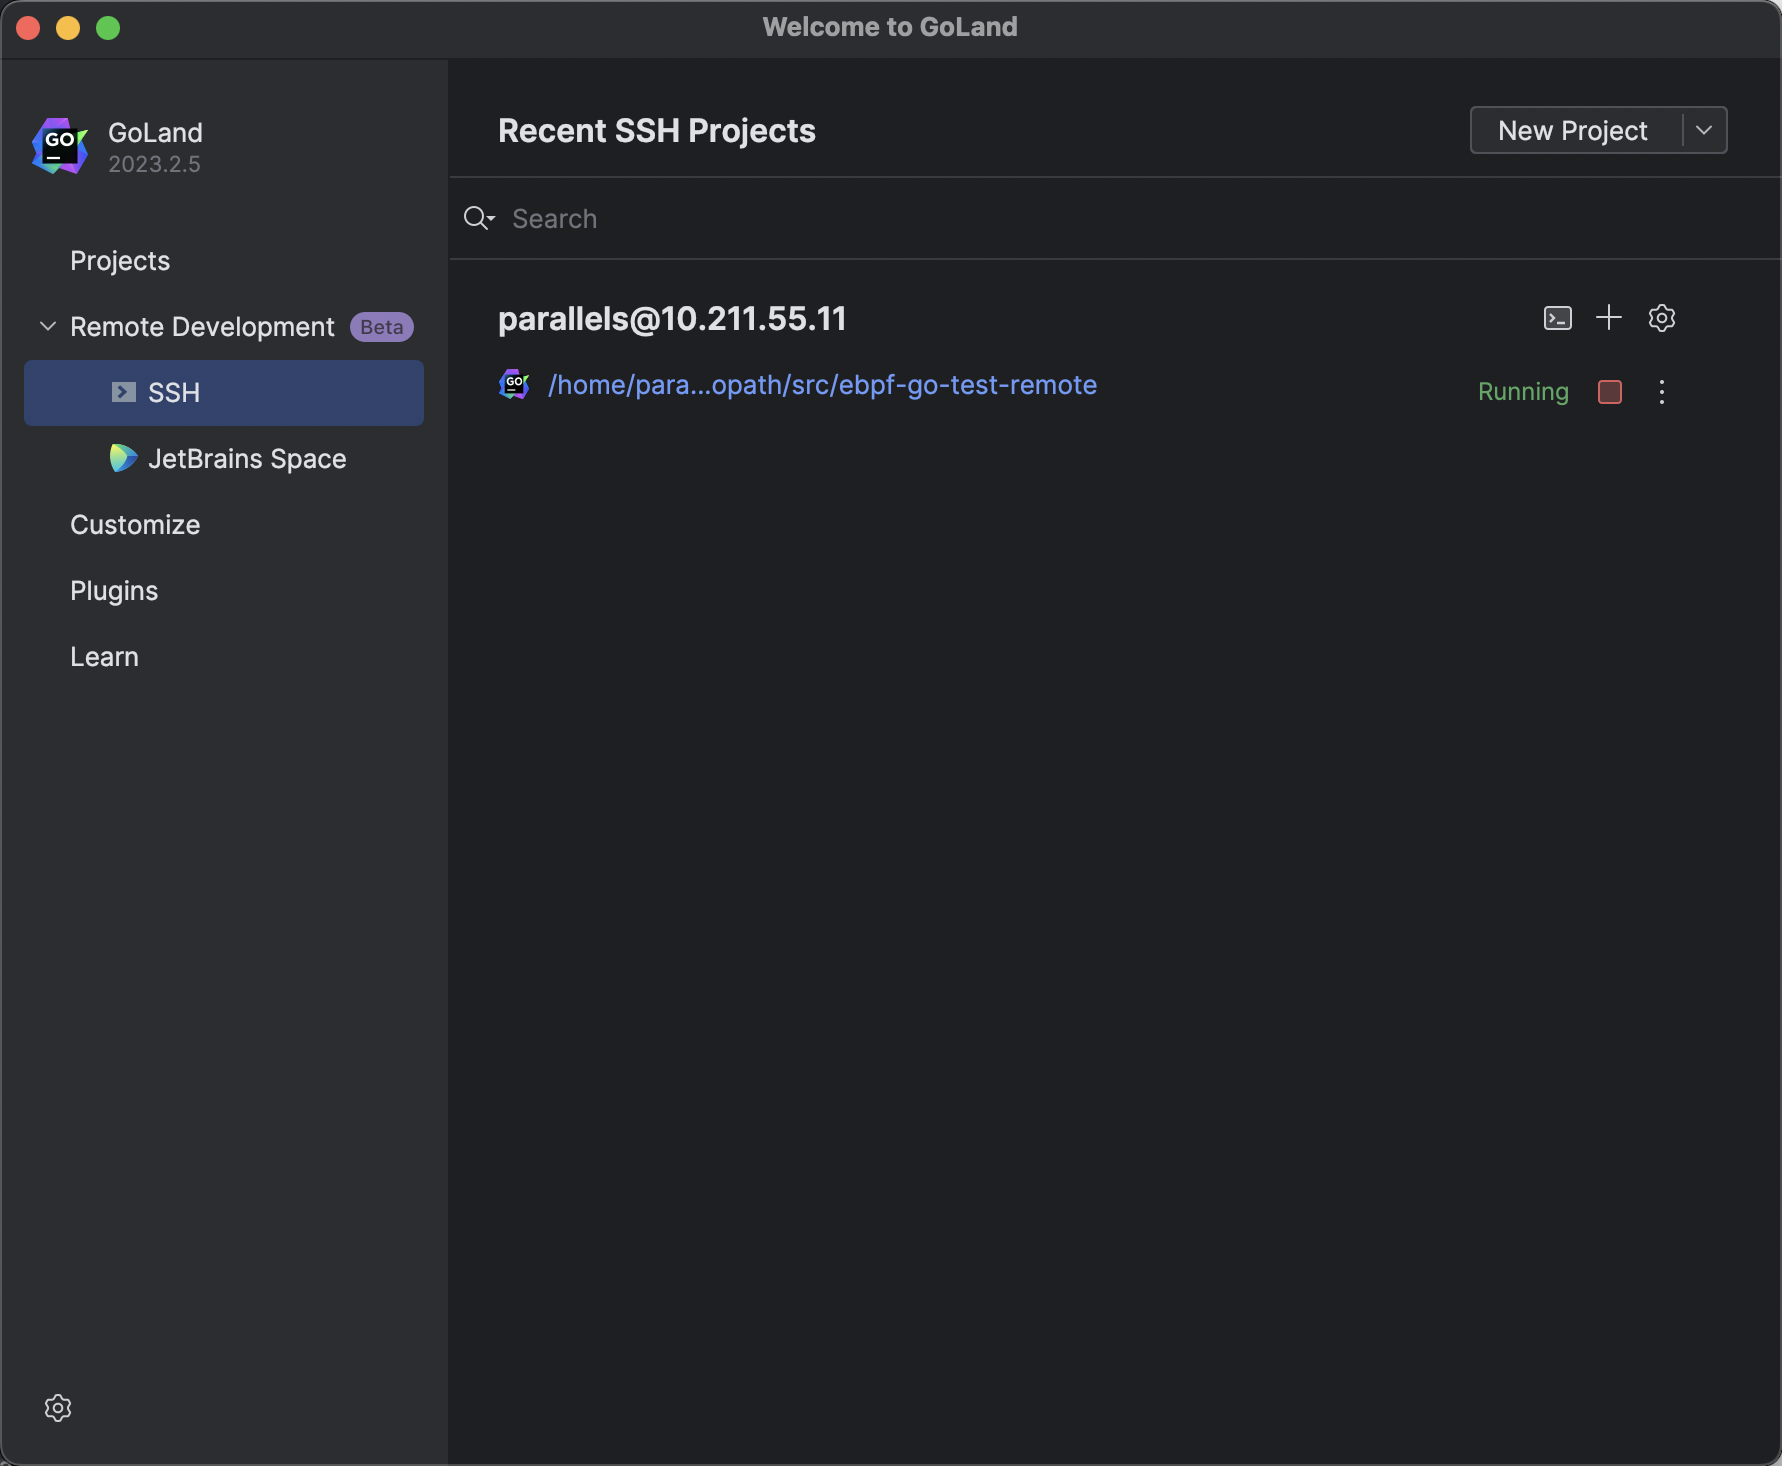 Welcome to GoLand
GO
GoLand
2023.2.5
Projects
Remote Development Beta
SSH
JetBrains Space
Customize
Plugins
Learn
Recent SSH Projects
New Project
Search
parallels@10.211.55.11
GO /home/para...opath/src/ebpf-go-test-remote
Running